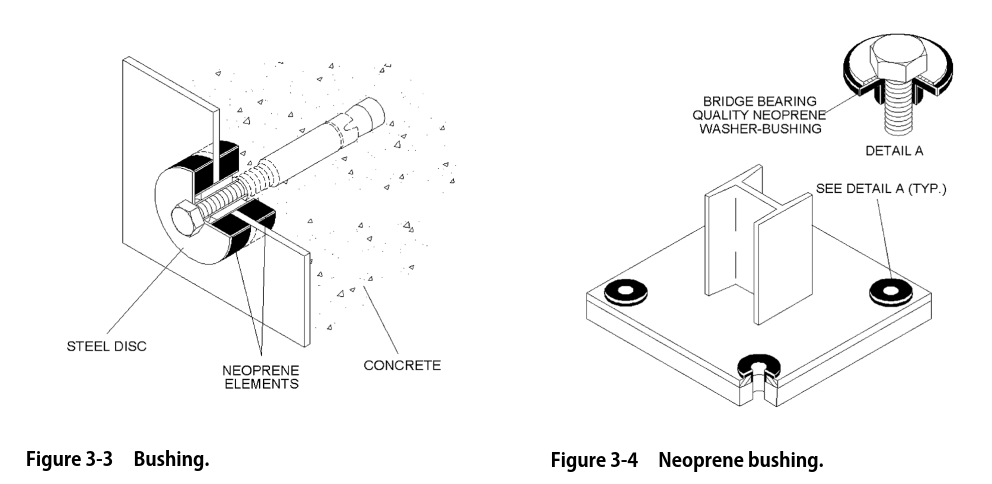 BRIDGE BEARING
QUALITY NEOPRENE
WASHER-BUSHING
DETAIL A
SEE DETAIL A (TYP.)
STEEL DISC
NEOPRENE
ELEMENTS
CONCRETE
Figure 3-3 Bushing.
Figure 3-4 Neoprene bushing.